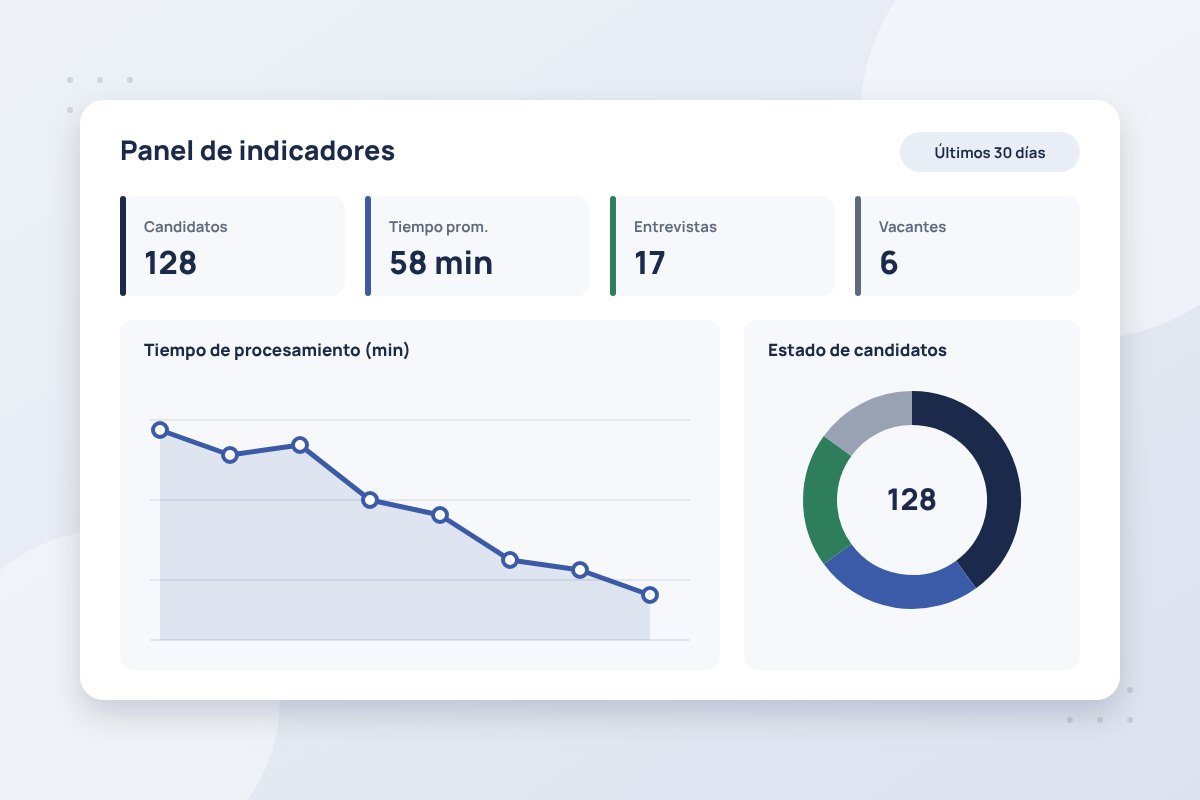 Panel de indicadores
Últimos 30 días
Candidatos
128
Tiempo prom.
58 min
Entrevistas
17
Vacantes
6
Tiempo de procesamiento (min)
Estado de candidatos
128